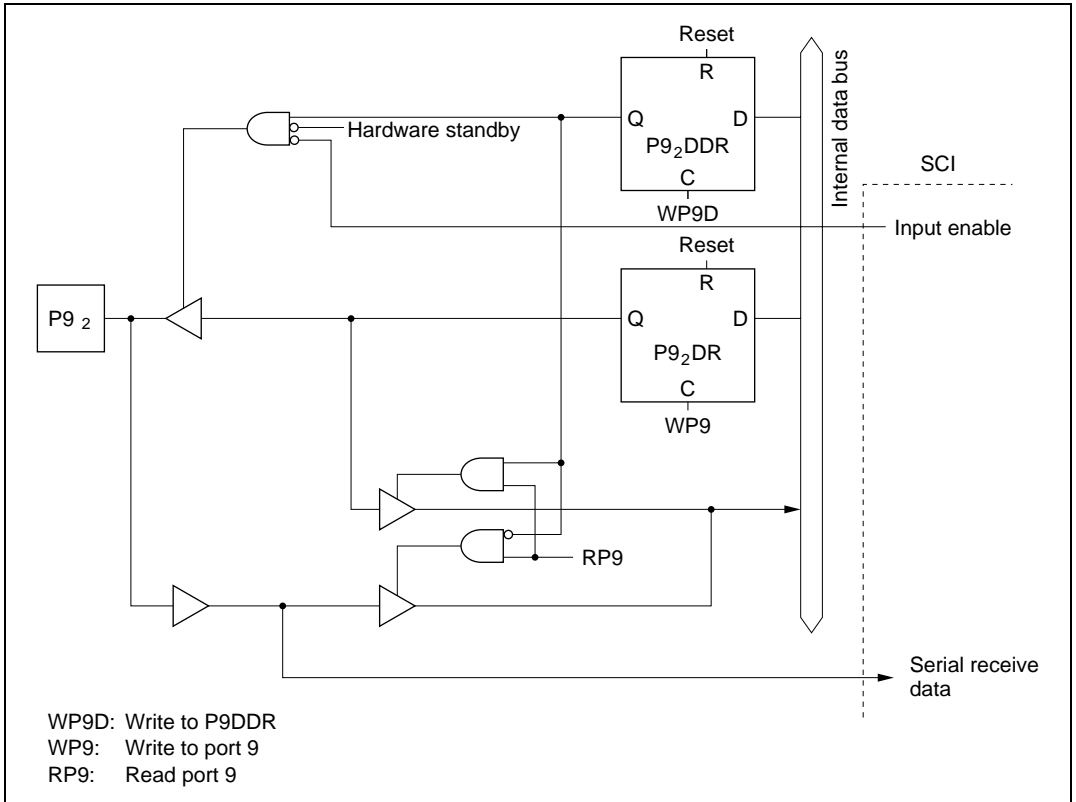 Reset
R
Q
D
P9₂DDR
C
WP9D
Hardware standby
Internal data bus
SCI
Input enable
Reset
R
P9 ₂
Q
D
P9₂DR
C
WP9
RP9
Serial receive
data
WP9D: Write to P9DDR
WP9: Write to port 9
RP9: Read port 9